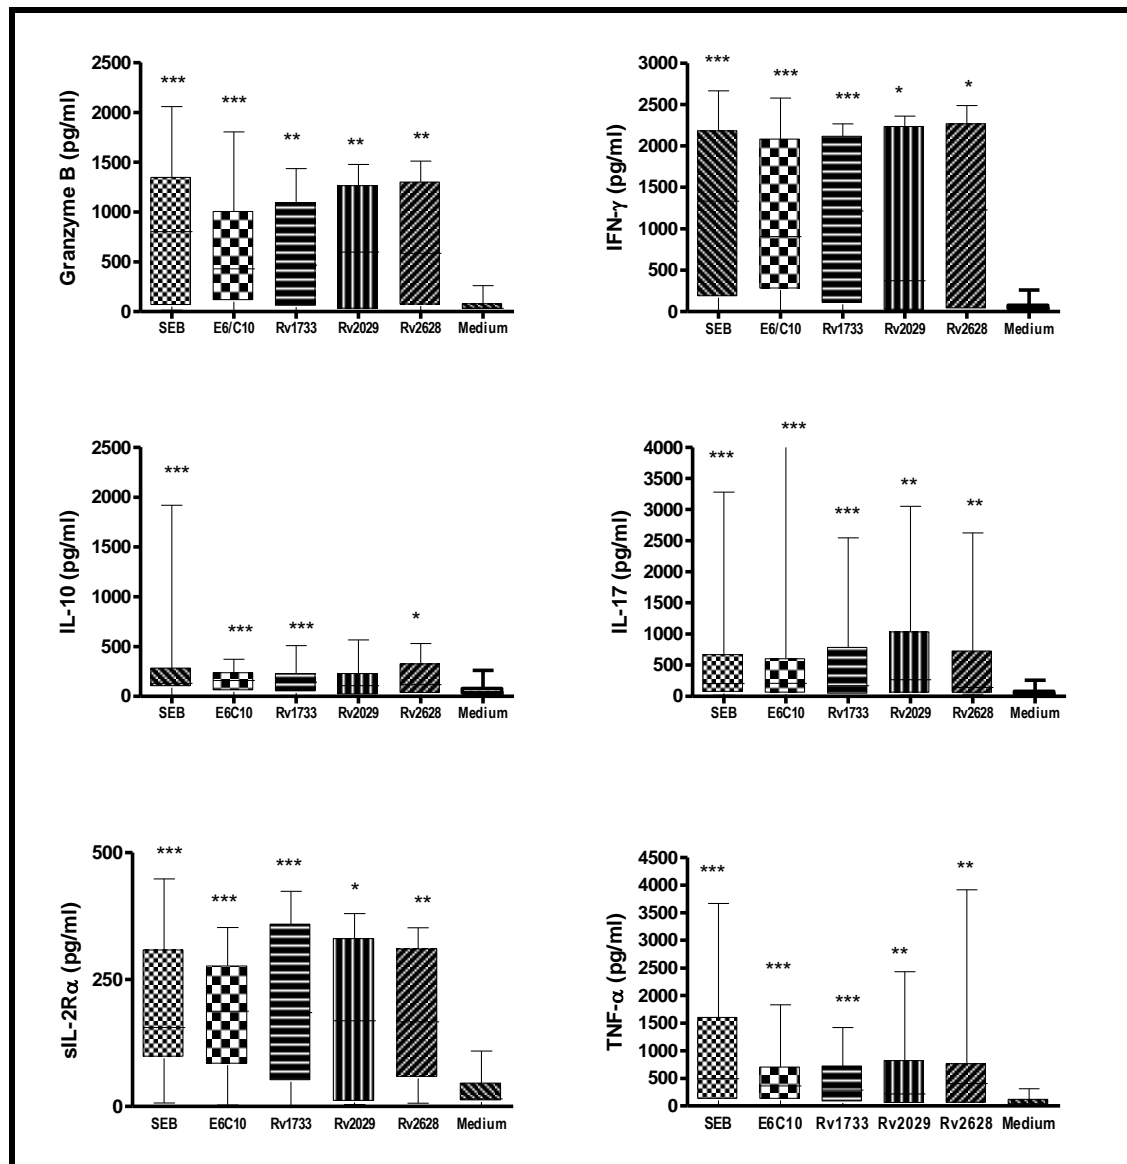 Granzyme B (pg/ml)
2500
2000
1500
1000
500
0
*** *** ** ** **
SEB E6/C10 Rv1733 Rv2029 Rv2628 Medium
IFN-γ (pg/ml)
3000
2500
2000
1500
1000
500
0
*** *** *** * *
SEB E6/C10 Rv1733 Rv2029 Rv2628 Medium
IL-10 (pg/ml)
2500
2000
1500
1000
500
0
*** *** *** *
SEB E6C10 Rv1733 Rv2029 Rv2628 Medium
IL-17 (pg/ml)
4000
3500
3000
2500
2000
1500
1000
500
0
*** *** *** ** **
SEB E6C10 Rv1733 Rv2029 Rv2628 Medium
sIL-2Rα (pg/ml)
500
250
0
*** *** *** * **
SEB E6C10 Rv1733 Rv2029 Rv2628 Medium
TNF-α (pg/ml)
4500
4000
3500
3000
2500
2000
1500
1000
500
0
*** *** *** ** **
SEB E6C10 Rv1733 Rv2029 Rv2628 Medium